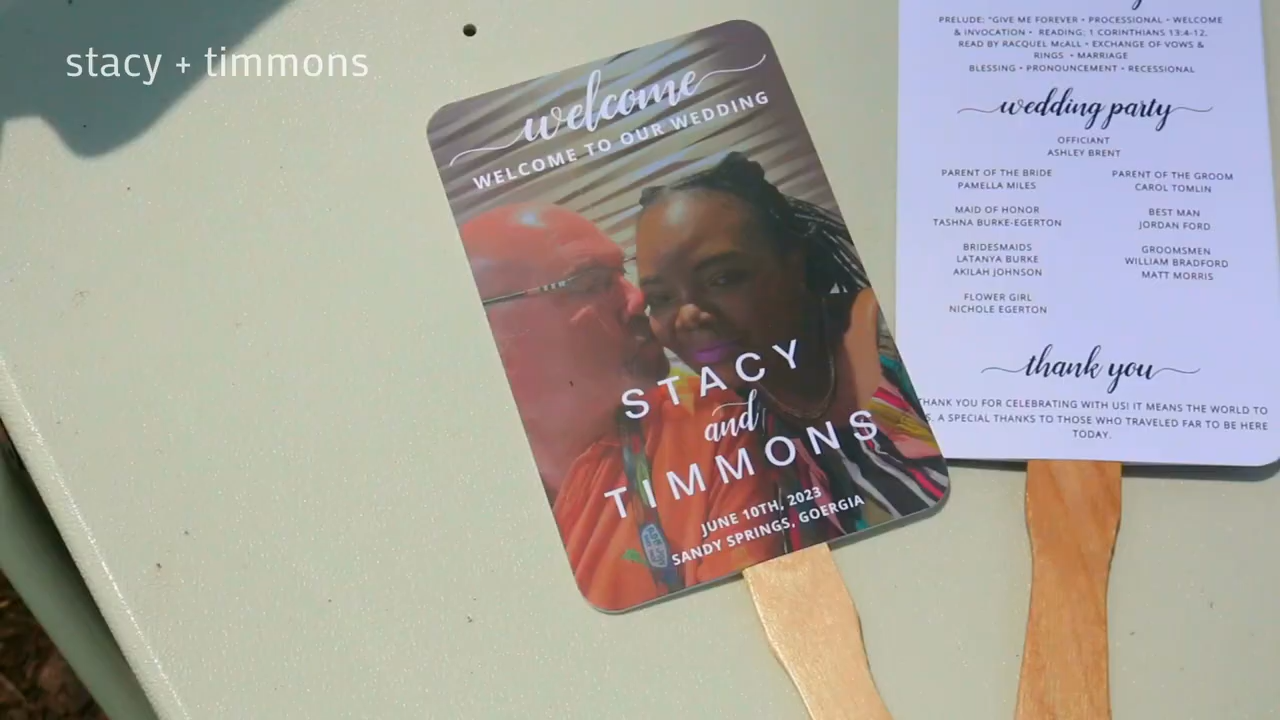 stacy + timmons
welcome
WELCOME TO OUR WEDDING
STACY
and
TIMMONS
JUNE 10TH, 2023
SANDY SPRINGS, GOERGIA
PRELUDE: "GIVE ME FOREVER • PROCESSIONAL • WELCOME
& INVOCATION • READING: 1 CORINTHIANS 13:4-12.
READ BY RACQUEL McALL • EXCHANGE OF VOWS &
RINGS • MARRIAGE
BLESSING • PRONOUNCEMENT • RECESSIONAL
wedding party
OFFICIANT
ASHLEY BRENT
PARENT OF THE BRIDE
PAMELLA MILES
MAID OF HONOR
TASHNA BURKE-EGERTON
BRIDESMAIDS
LATANYA BURKE
AKILAH JOHNSON
FLOWER GIRL
NICHOLE EGERTON
PARENT OF THE GROOM
CAROL TOMLIN
BEST MAN
JORDAN FORD
GROOMSMEN
WILLIAM BRADFORD
MATT MORRIS
thank you
THANK YOU FOR CELEBRATING WITH US! IT MEANS THE WORLD TO
S. A SPECIAL THANKS TO THOSE WHO TRAVELED FAR TO BE HERE
TODAY.